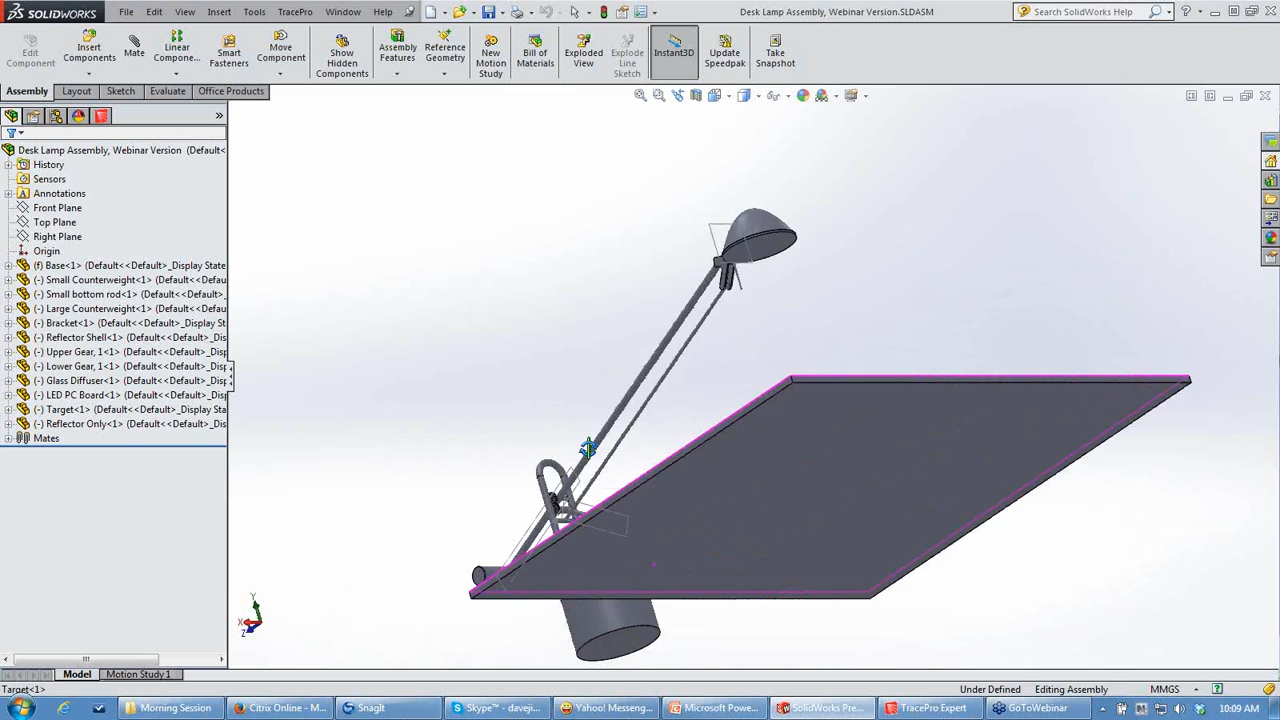 SOLIDWORKS File Edit View Insert Tools TracePro Window Help Desk Lamp Assembly, Webinar Version.SLDASM Search SolidWorks Help
Edit Component
Insert Components
Mate
Linear Compone...
Smart Fasteners
Move Component
Show Hidden Components
Assembly Features
Reference Geometry
New Motion Study
Bill of Materials
Exploded View
Explode Line Sketch
Instant3D
Update Speedpak
Take Snapshot
Assembly Layout Sketch Evaluate Office Products
Desk Lamp Assembly, Webinar Version (Default<
History
Sensors
Annotations
Front Plane
Top Plane
Right Plane
Origin
(f) Base<1> (Default<<Default>_Display State
(-) Small Counterweight<1> (Default<<Default
(-) Small bottom rod<1> (Default<<Default>_
(-) Large Counterweight<1> (Default<<Default
(-) Bracket<1> (Default<<Default>_Display St
(-) Reflector Shell<1> (Default<<Default>_Dis
(-) Upper Gear, 1<1> (Default<<Default>_Disp
(-) Lower Gear, 1<1> (Default<<Default>_Disp
(-) Glass Diffuser<1> (Default<<Default>_Disp
(-) LED PC Board<1> (Default<<Default>_Disp
(-) Target<1> (Default<<Default>_Display Sta
(-) Reflector Only<1> (Default<<Default>_Dis
Mates
Y
X
Z
Model Motion Study 1
Target<1> Under Defined Editing Assembly MMGS
Morning Session Citrix Online - M... SnagIt Skype™ - daveji... Yahoo! Messeng... Microsoft Powe... SolidWorks Pre... TracePro Expert GoToWebinar 10:09 AM